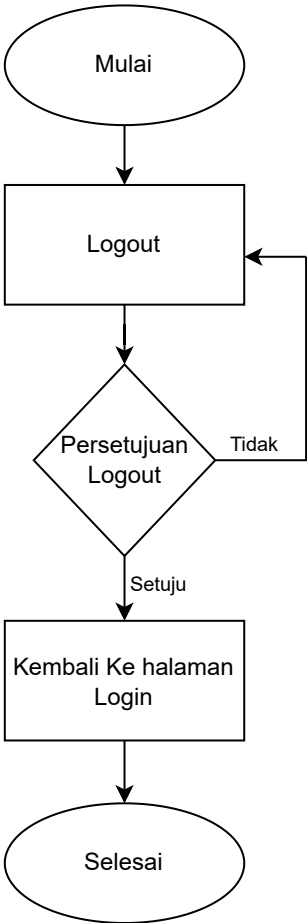 Mulai
Logout
Persetujuan
Logout
Tidak
Setuju
Kembali Ke halaman
Login
Selesai